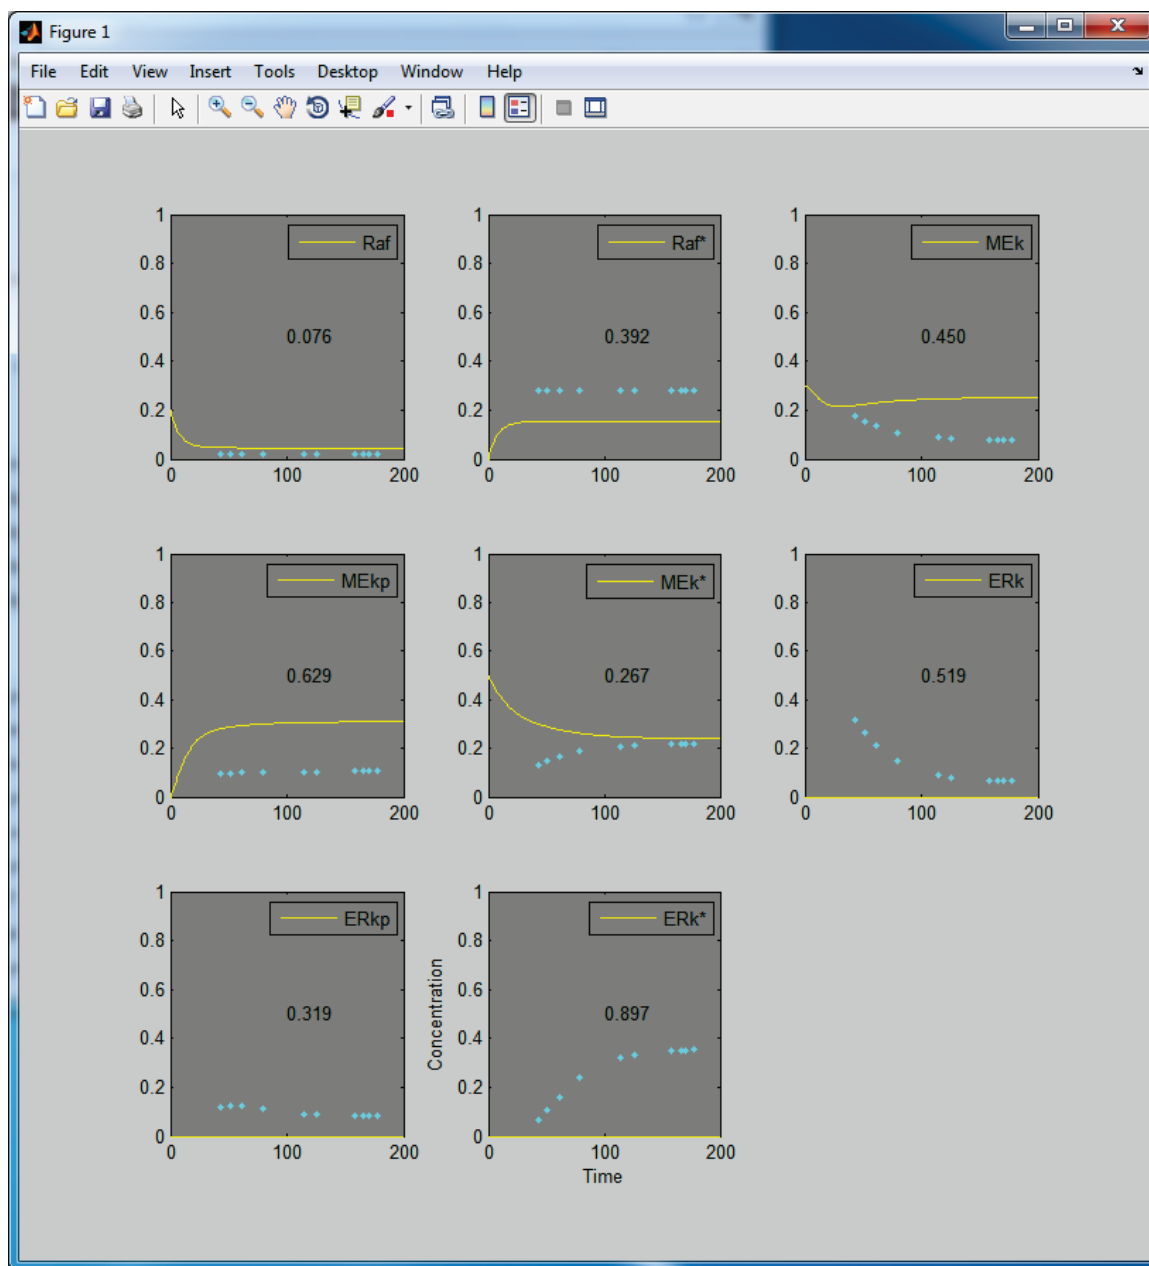 Figure 1
File Edit View Insert Tools Desktop Window Help
1 0.8 0.6 0.4 0.2 0
Raf
0.076
0 100 200
1 0.8 0.6 0.4 0.2 0
Raf*
0.392
0 100 200
1 0.8 0.6 0.4 0.2 0
MEk
0.450
0 100 200
1 0.8 0.6 0.4 0.2 0
MEkp
0.629
0 100 200
1 0.8 0.6 0.4 0.2 0
MEk*
0.267
0 100 200
1 0.8 0.6 0.4 0.2 0
ERk
0.519
0 100 200
1 0.8 0.6 0.4 0.2 0
ERkp
0.319
0 100 200
Concentration
1 0.8 0.6 0.4 0.2 0
ERk*
0.897
0 100 200
Time